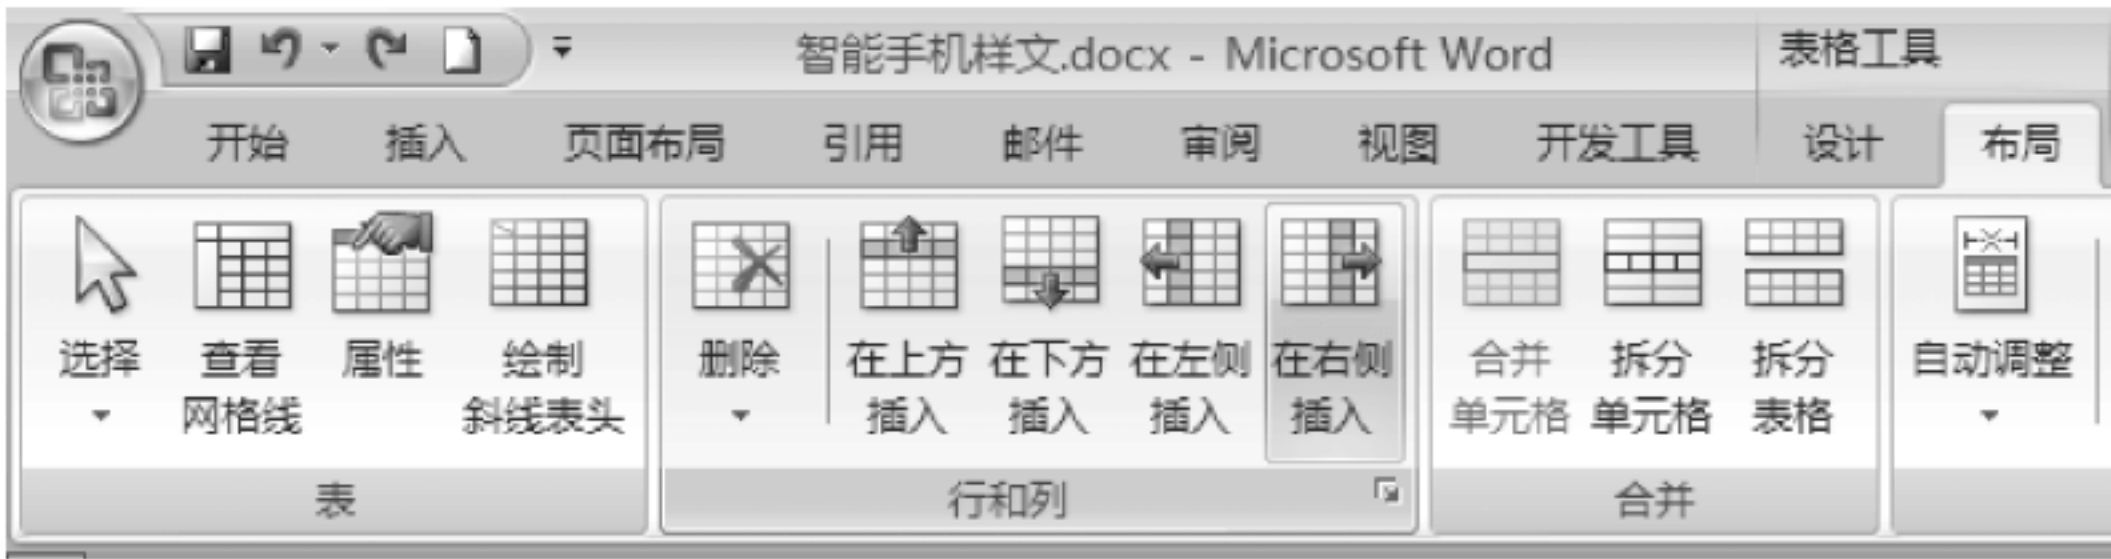 智能手机样文.docx - Microsoft Word
表格工具
开始 插入 页面布局 引用 邮件 审阅 视图 开发工具 设计 布局
选择
查看
网格线
属性
绘制
斜线表头
表
删除
在上方
插入
在下方
插入
在左侧
插入
在右侧
插入
行和列
合并
单元格
拆分
单元格
拆分
表格
合并
自动调整